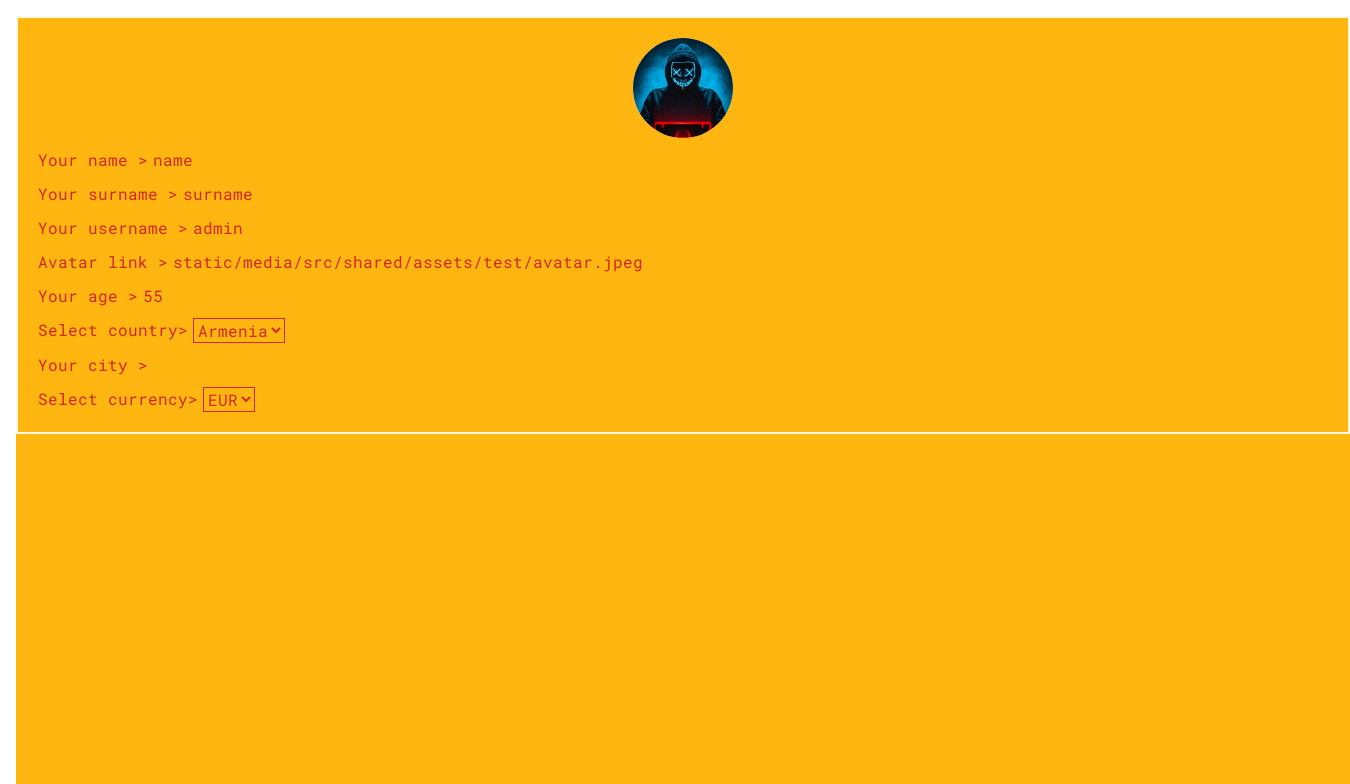 Your name > name
Your surname > surname
Your username > admin
Avatar link > static/media/src/shared/assets/test/avatar.jpeg
Your age > 55
Select country> Armenia
Your city >
Select currency> EUR